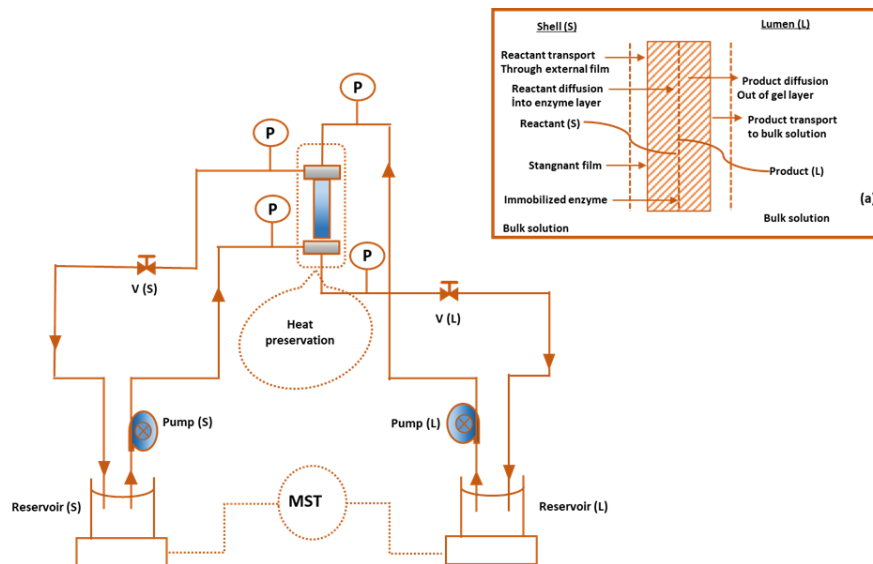 Shell (S)
Lumen (L)
Reactant transport
Through external film
Reactant diffusion
İnto enzyme layer
Reactant (S)
Stangnant film
Immobilized enzyme
Bulk solution
Product diffusion
Out of gel layer
Product transport
to bulk solution
Product (L)
(a)
Bulk solution
P
P
P
P
V (S)
V (L)
Heat
preservation
Pump (S)
Pump (L)
Reservoir (S)
MST
Reservoir (L)